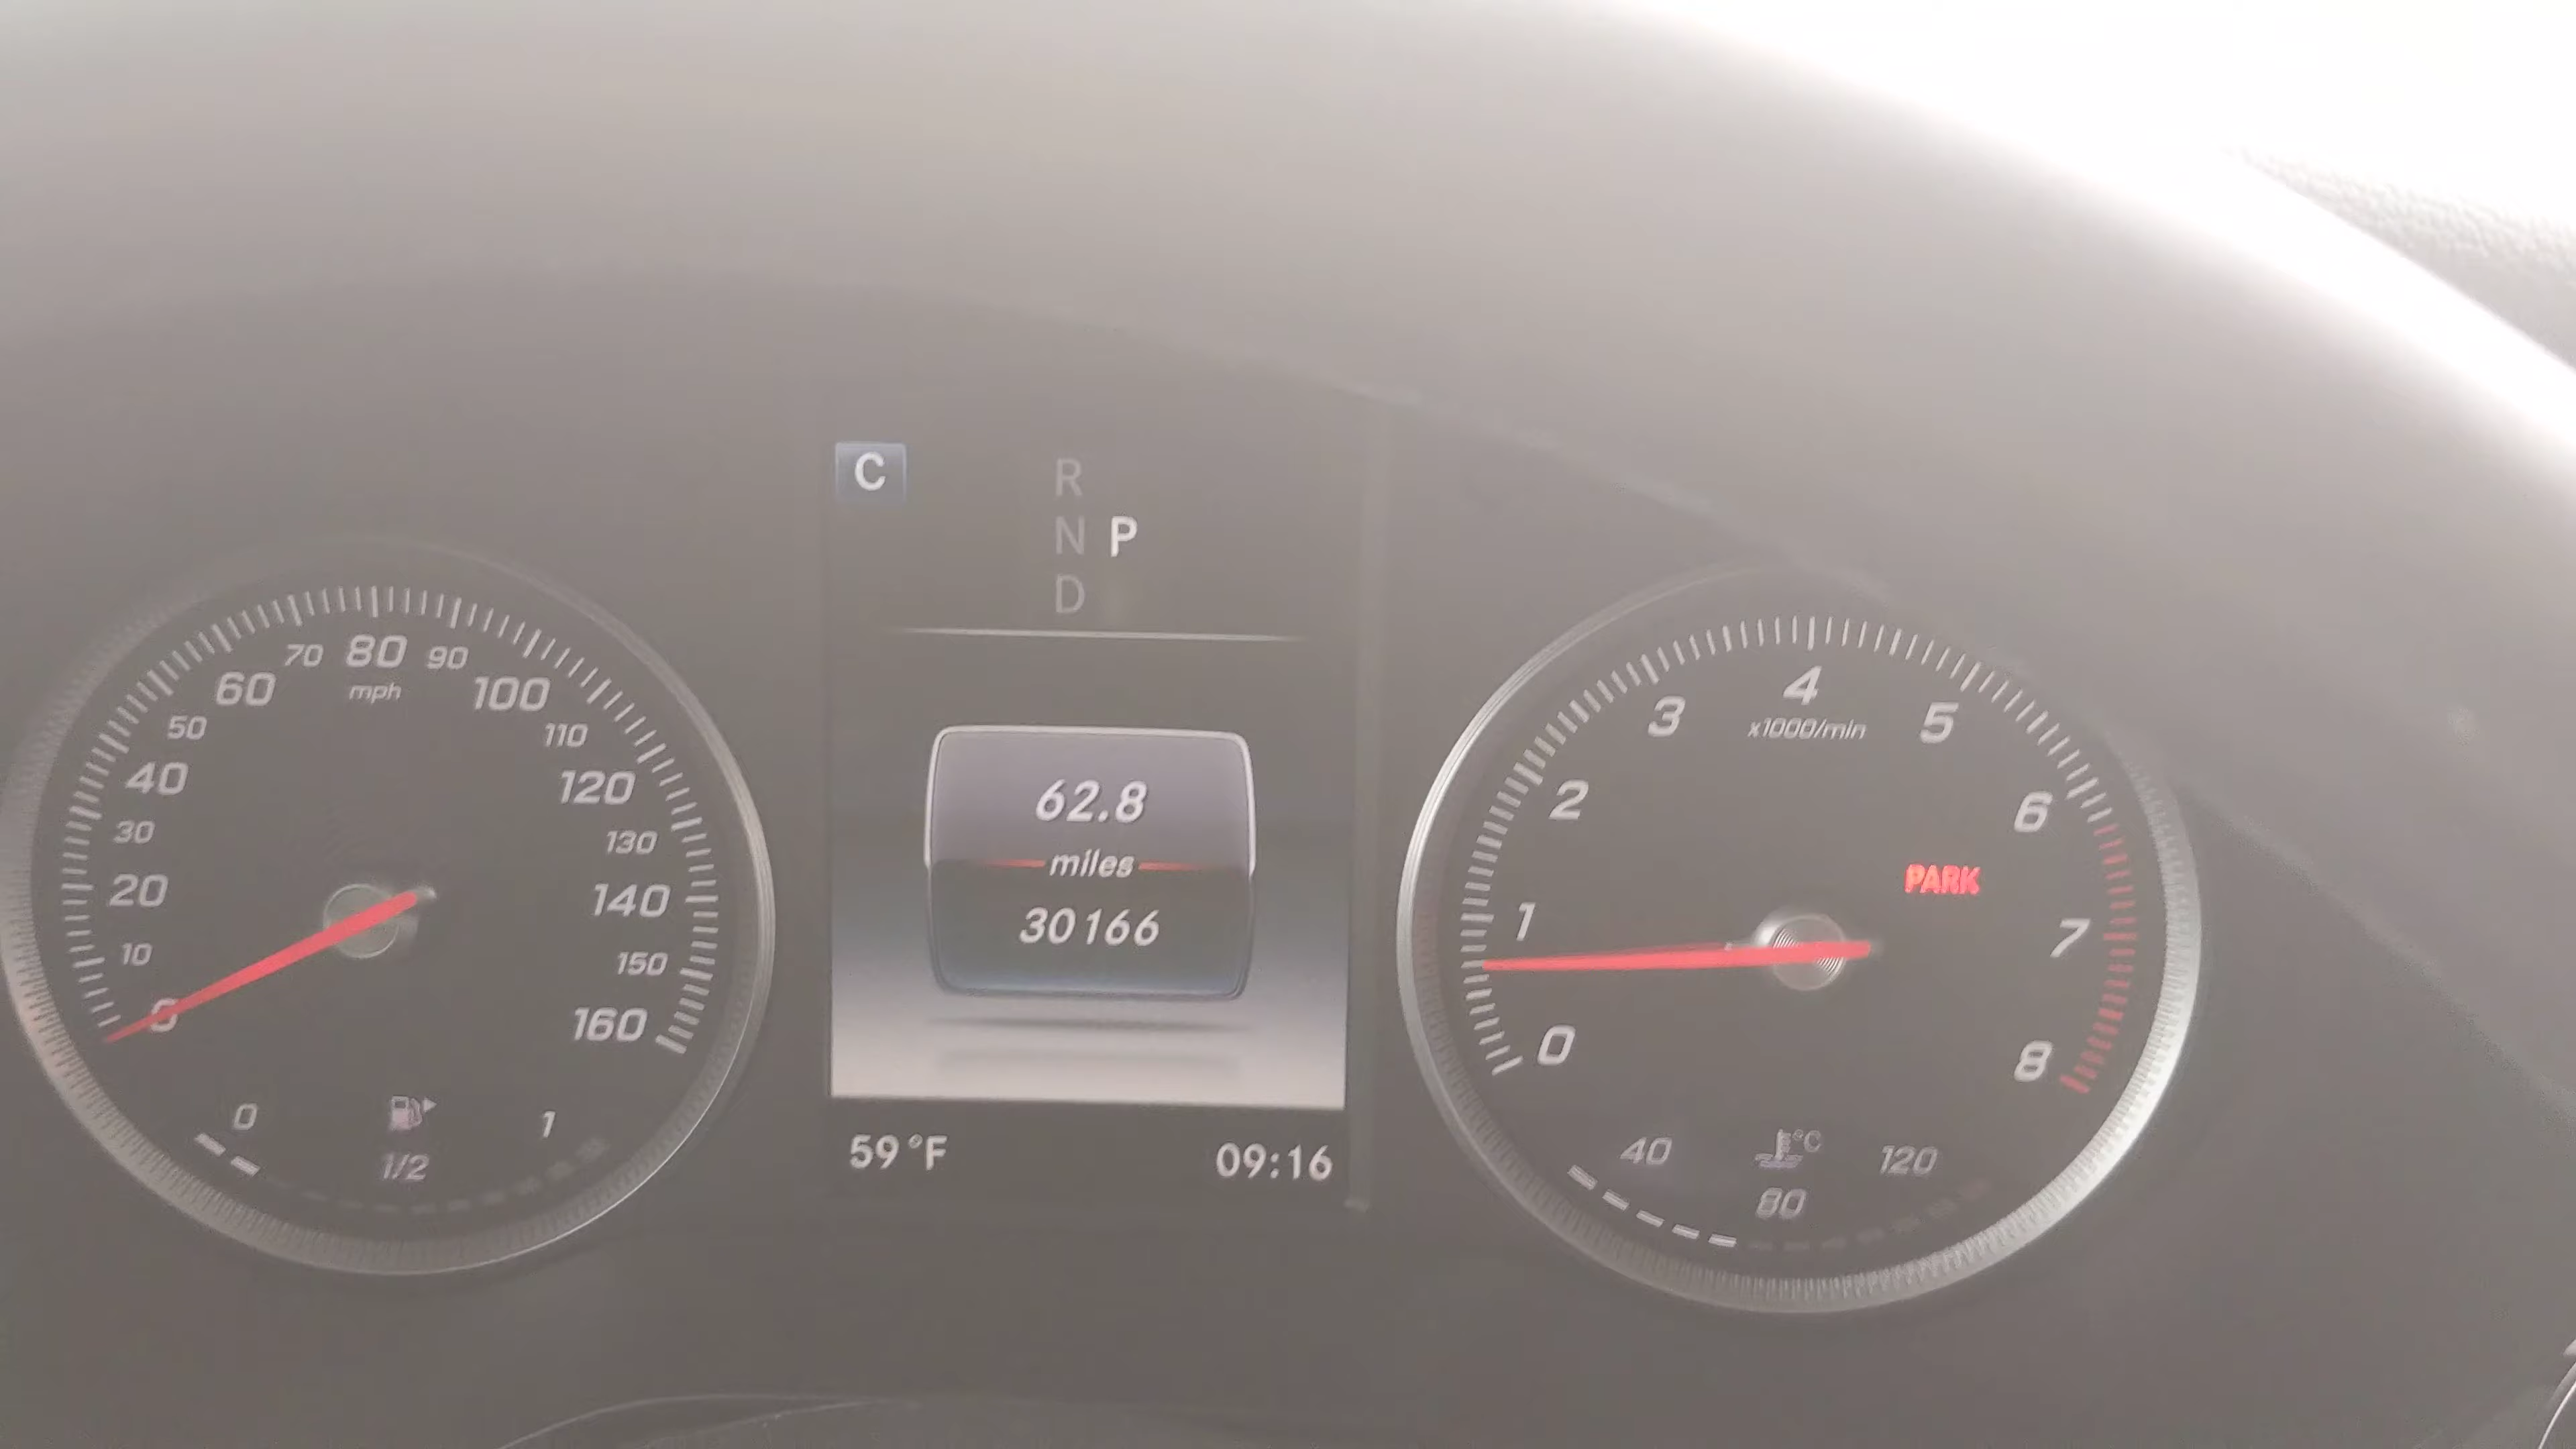 C
R
N P
D
70 80 90
60 mph 100
50 110
40 120
30 130
20 140
10 150
0 160
0 1
1/2
62.8
miles
30166
59°F 09:16
4
3 5
x1000/min
2 6
PARK
1 7
0 8
40 °C 120
80